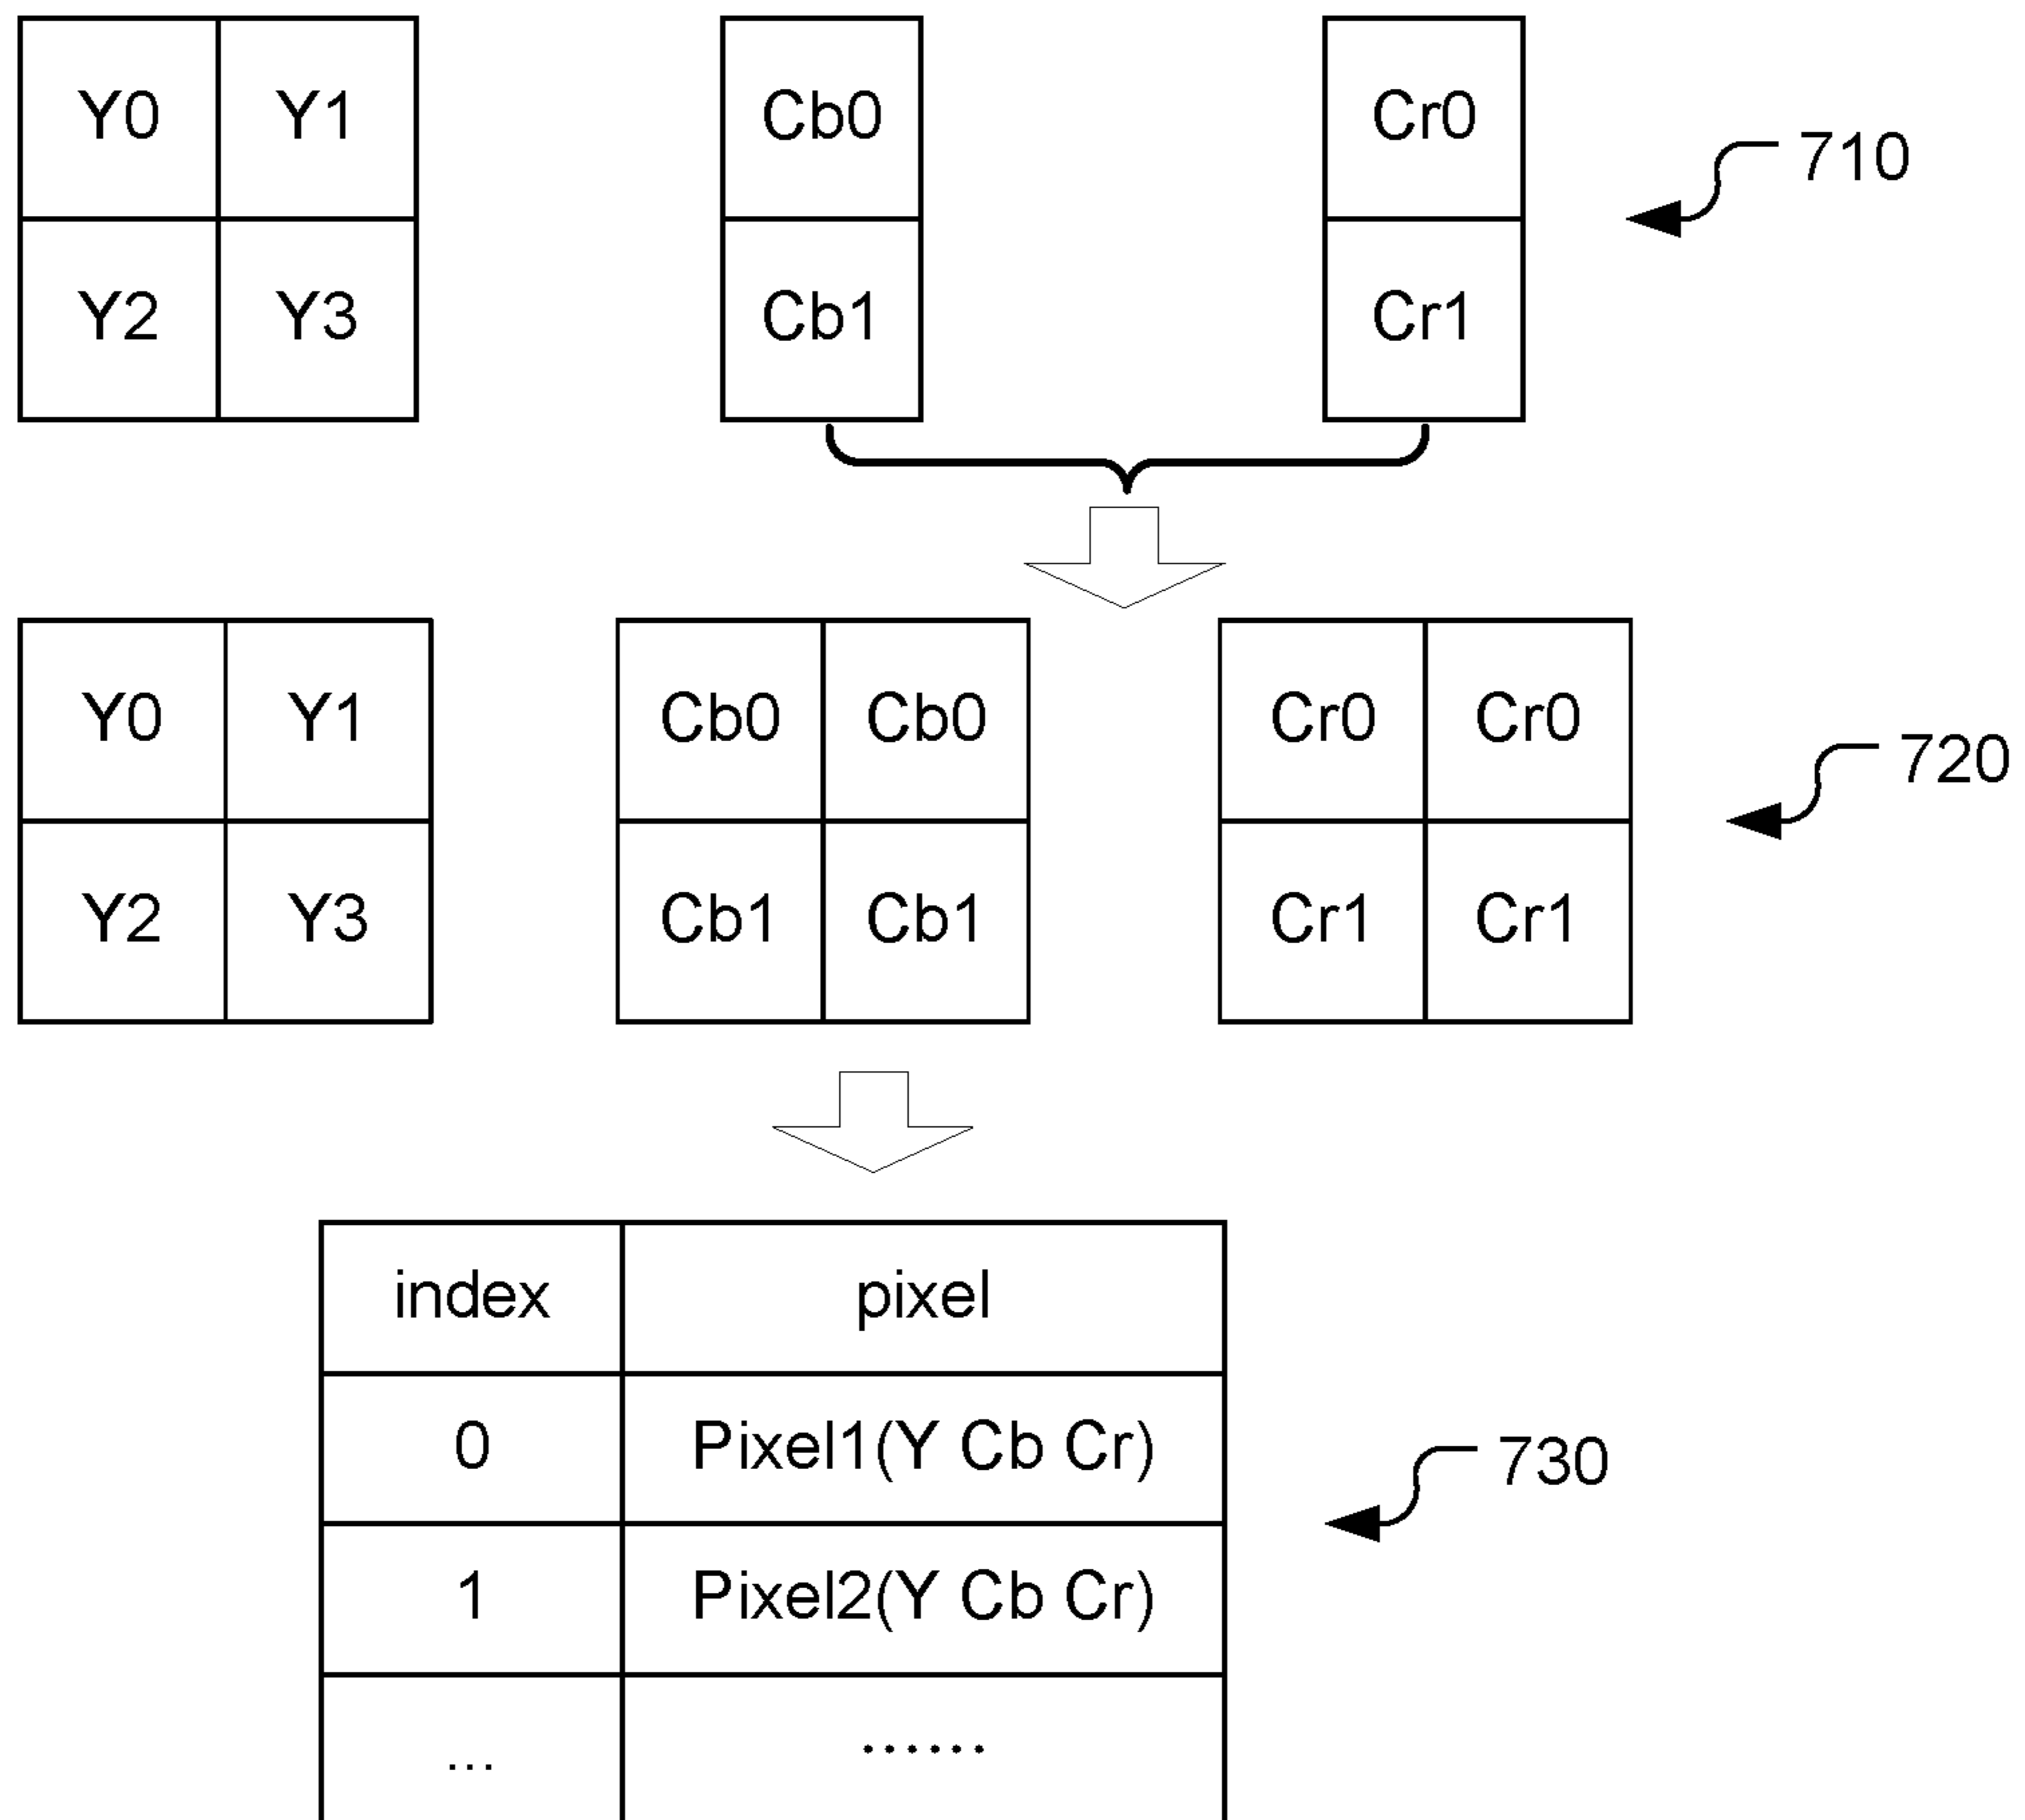 Y0 Y1 Cb0 Cr0
710
Y2 Y3 Cb1 Cr1
Y0 Y1 Cb0 Cb0 Cr0 Cr0
720
Y2 Y3 Cb1 Cb1 Cr1 Cr1
index pixel
0 Pixel1(Y Cb Cr)
730
1 Pixel2(Y Cb Cr)
... ......